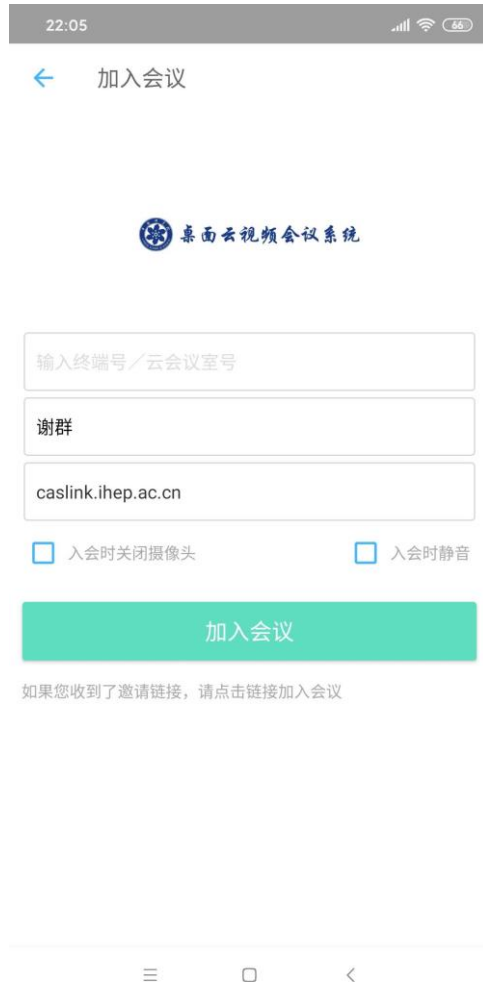 22:05
66
加入会议
桌面云视频会议系统
输入终端号／云会议室号
谢群
caslink.ihep.ac.cn
入会时关闭摄像头
入会时静音
加入会议
如果您收到了邀请链接，请点击链接加入会议